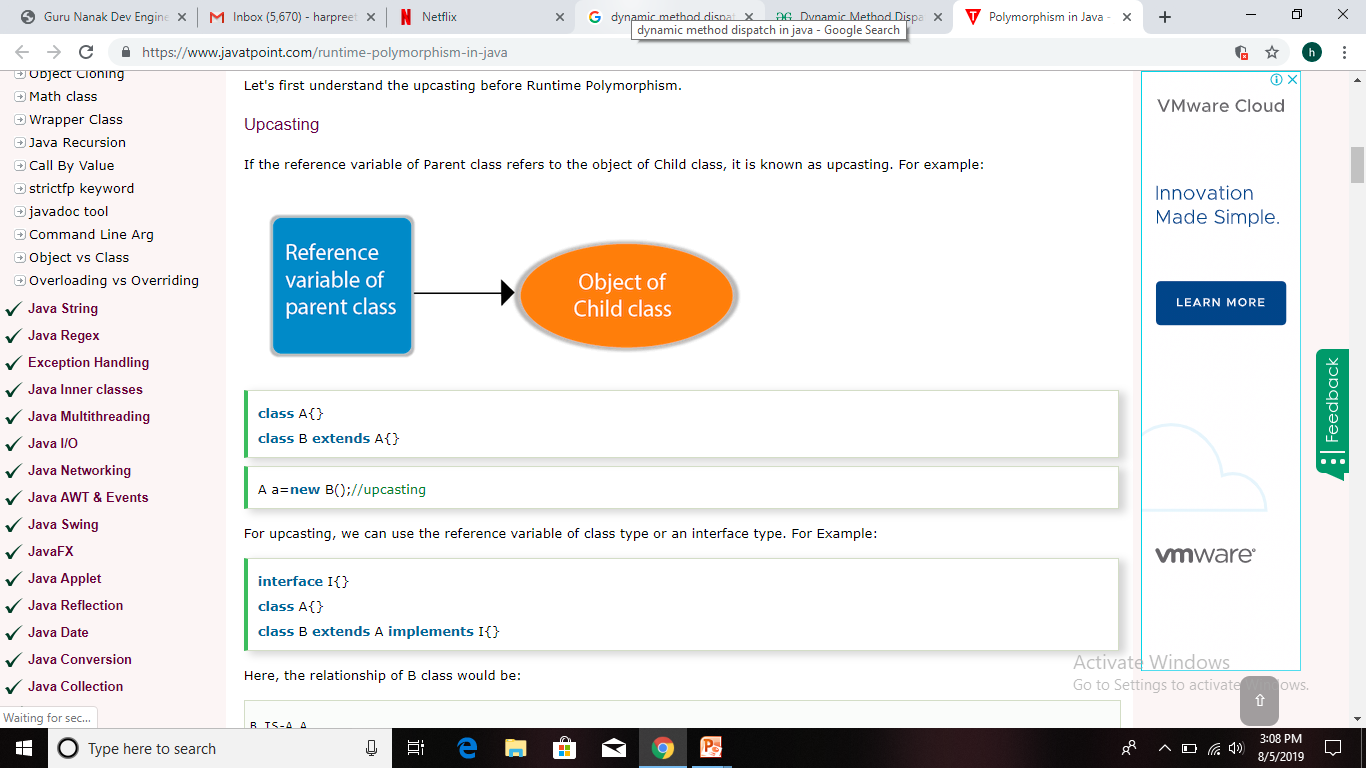 Guru Nanak Dev Engine
Inbox (5,670) - harpreet
Netflix
dynamic method dispat
Dynamic Method Dispa
Polymorphism in Java -
dynamic method dispatch in java - Google Search
https://www.javatpoint.com/runtime-polymorphism-in-java
h
Object Cloning
Math class
Wrapper Class
Java Recursion
Call By Value
strictfp keyword
javadoc tool
Command Line Arg
Object vs Class
Overloading vs Overriding
Java String
Java Regex
Exception Handling
Java Inner classes
Java Multithreading
Java I/O
Java Networking
Java AWT & Events
Java Swing
JavaFX
Java Applet
Java Reflection
Java Date
Java Conversion
Java Collection
Waiting for sec...
Let's first understand the upcasting before Runtime Polymorphism.
Upcasting
If the reference variable of Parent class refers to the object of Child class, it is known as upcasting. For example:
Reference
variable of
parent class
Object of
Child class
class A{}
class B extends A{}
A a=new B();//upcasting
For upcasting, we can use the reference variable of class type or an interface type. For Example:
interface I{}
class A{}
class B extends A implements I{}
Here, the relationship of B class would be:
B IS-A A
VMware Cloud
Innovation
Made Simple.
LEARN MORE
vmware
Feedback
Activate Windows
Go to Settings to activate Windows.
Type here to search
3:08 PM
8/5/2019